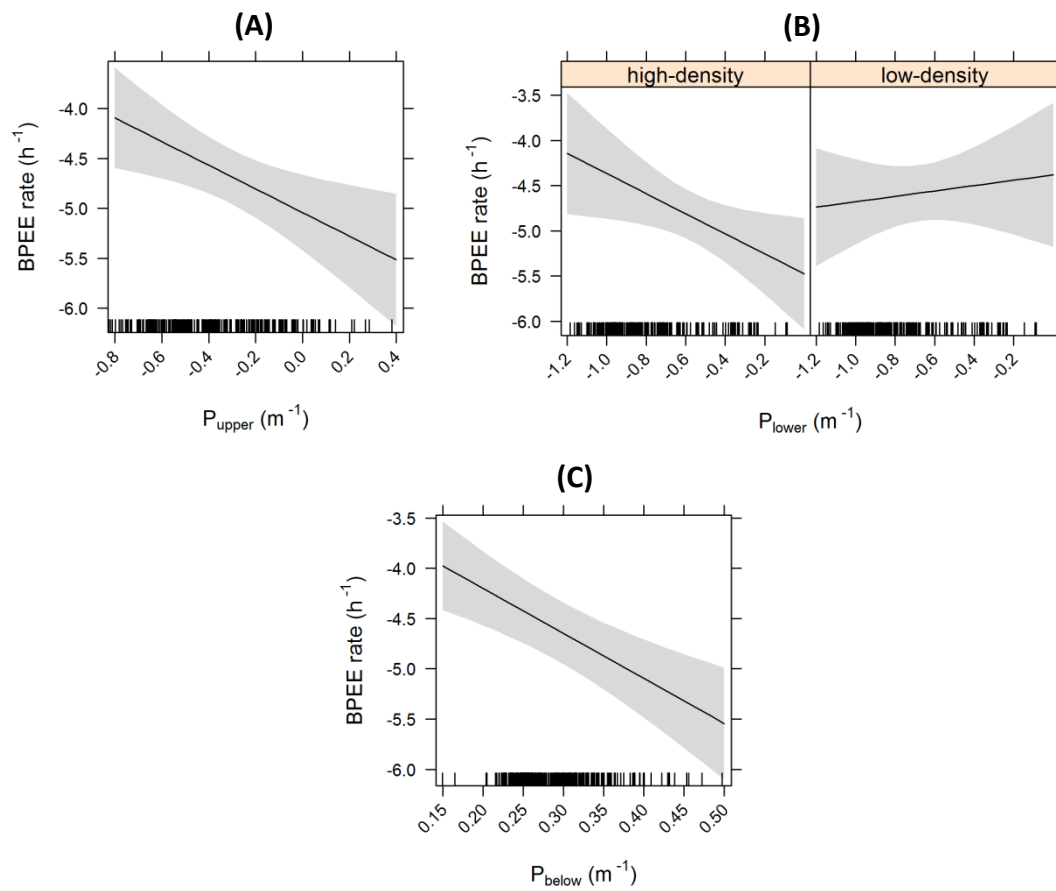 (A)
BPEE rate (h⁻¹)
-4.0
-4.5
-5.0
-5.5
-6.0
-0.8 -0.6 -0.4 -0.2 0.0 0.2 0.4
P_upper (m⁻¹)
(B)
high-density low-density
BPEE rate (h⁻¹)
-3.5
-4.0
-4.5
-5.0
-5.5
-6.0
-1.2 -1.0 -0.8 -0.6 -0.4 -0.2 -1.2 -1.0 -0.8 -0.6 -0.4 -0.2
P_lower (m⁻¹)
(C)
BPEE rate (h⁻¹)
-3.5
-4.0
-4.5
-5.0
-5.5
-6.0
0.15 0.20 0.25 0.30 0.35 0.40 0.45 0.50
P_below (m⁻¹)